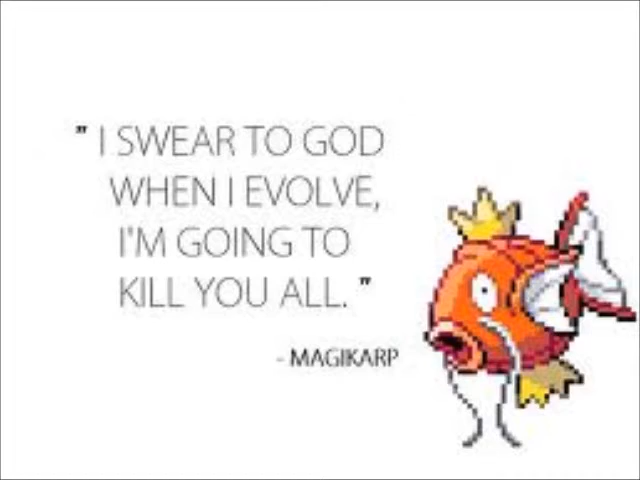 " I SWEAR TO GOD
WHEN I EVOLVE,
I'M GOING TO
KILL YOU ALL. "
- MAGIKARP